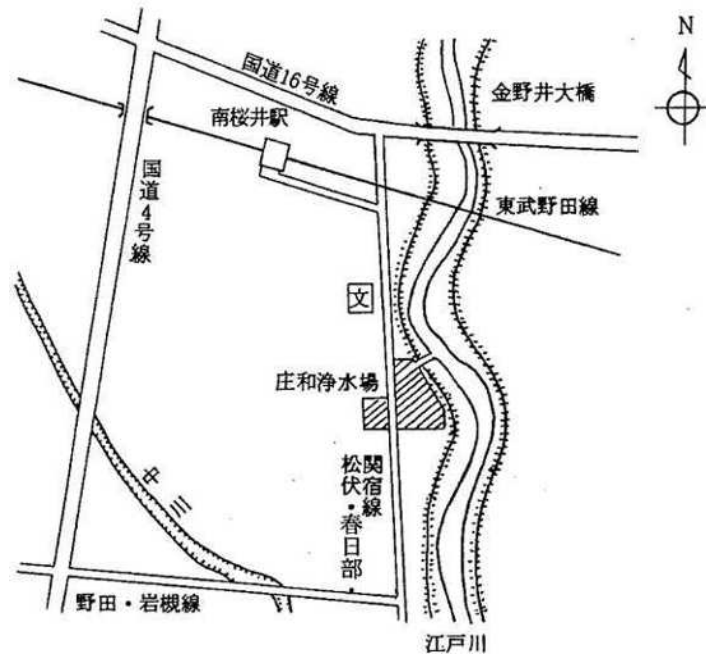 N
国道16号線
金野井大橋
南桜井駅
国道4号線
東武野田線
文
庄和浄水場
中川
松伏・春日部・
関宿線
野田・岩槻線
江戸川